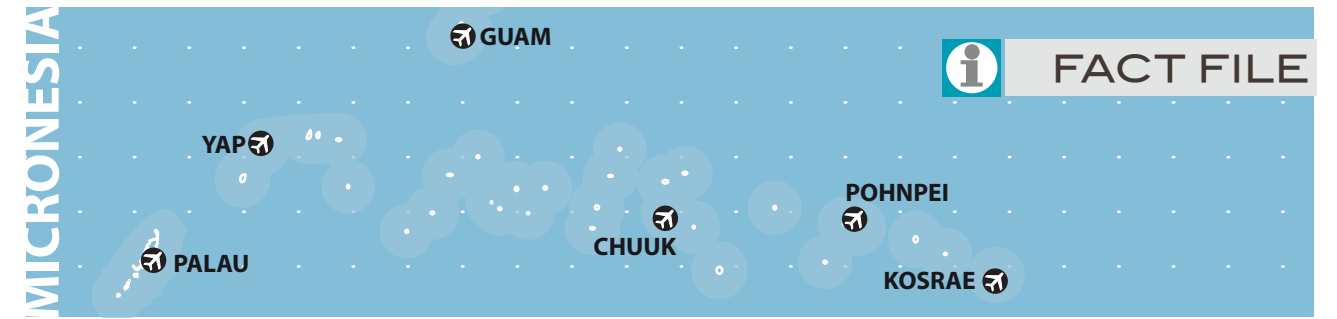 MICRONESIA
GUAM
FACT FILE
YAP
POHNPEI
CHUUK
PALAU
KOSRAE